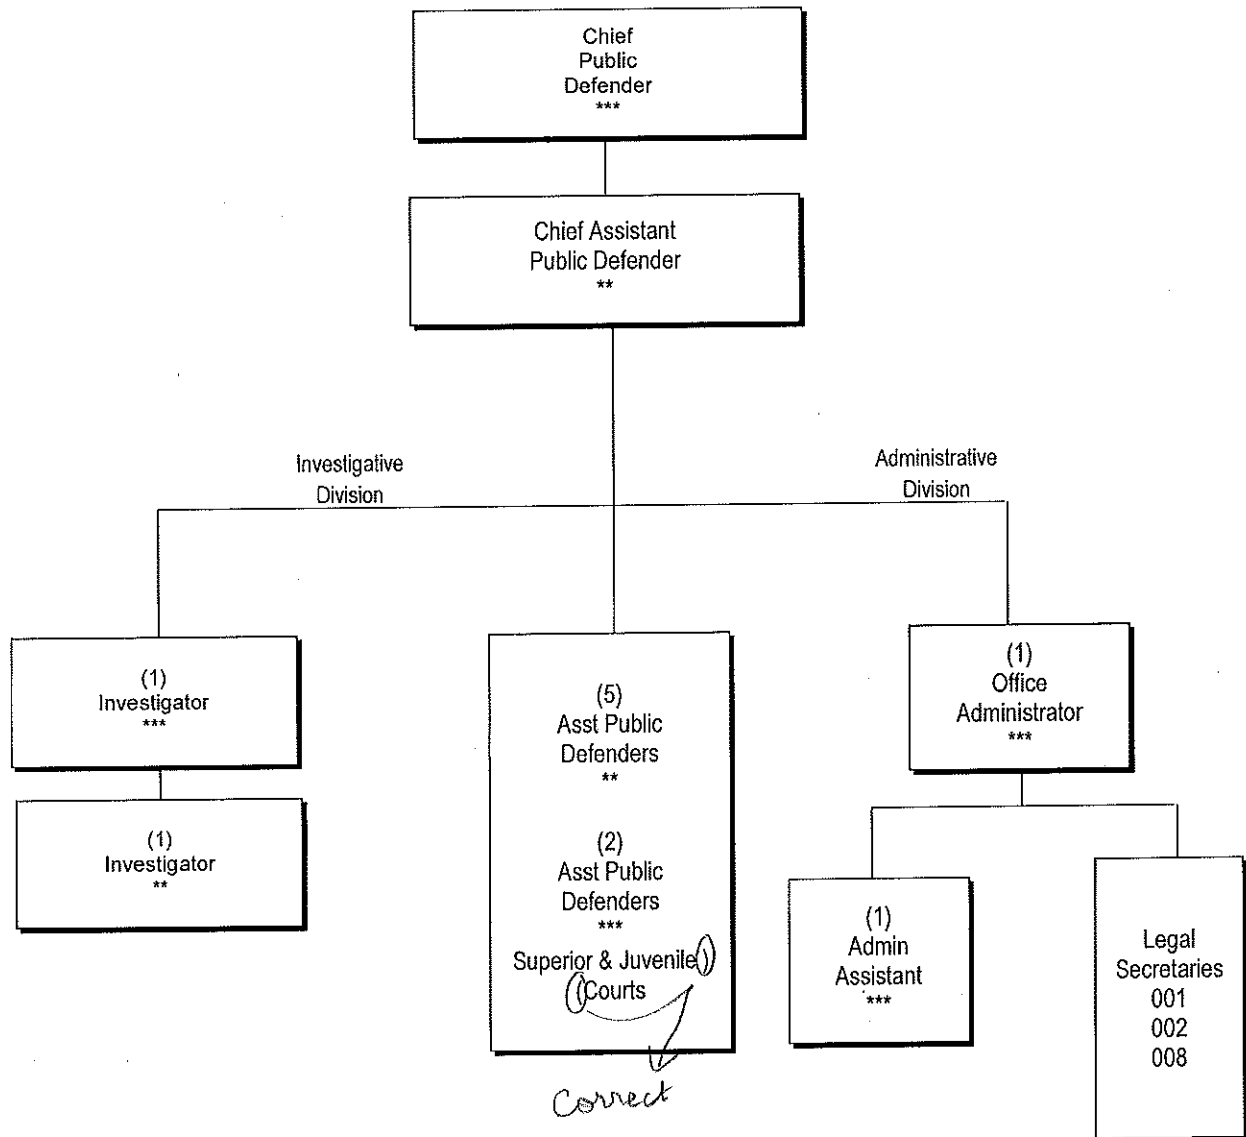 Chief
Public
Defender
***
Chief Assistant
Public Defender
**
Investigative
Division
Administrative
Division
(1)
Investigator
***
(1)
Investigator
**
(5)
Asst Public
Defenders
**
(2)
Asst Public
Defenders
***
Superior & Juvenile)
(Courts
Correct
(1)
Office
Administrator
***
(1)
Admin
Assistant
***
Legal
Secretaries
001
002
008